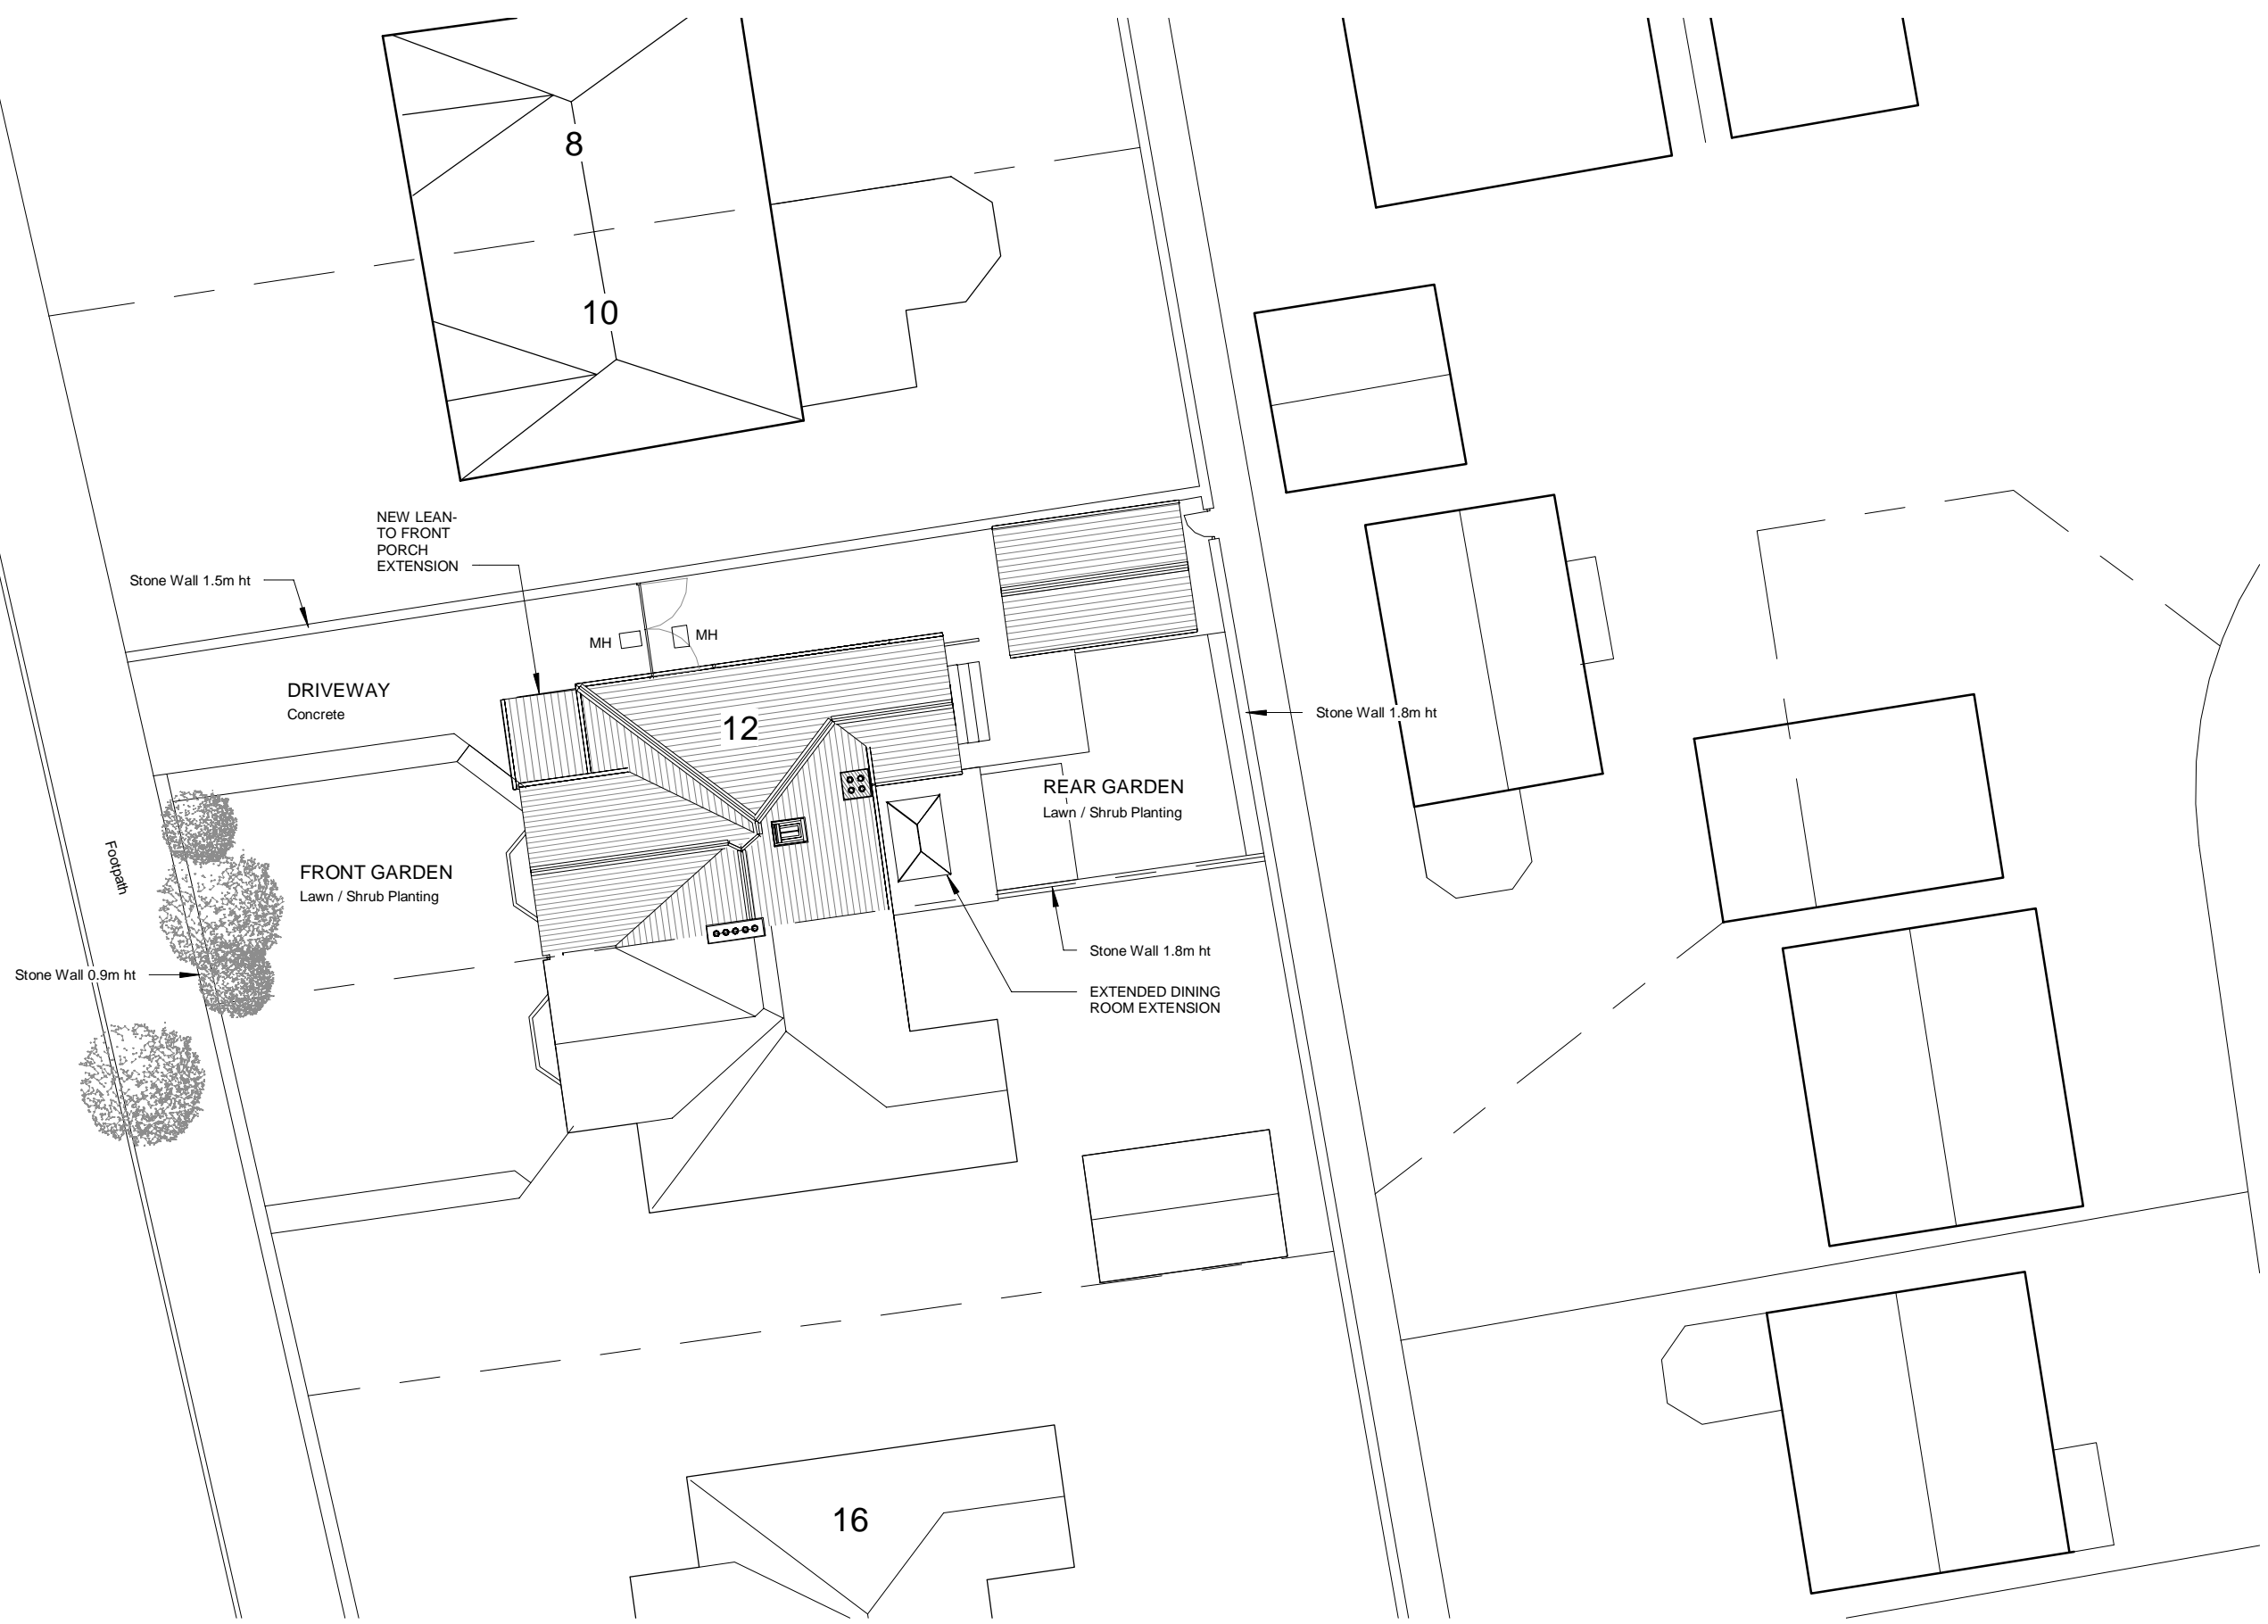 8
10
NEW LEAN-
TO FRONT
PORCH
EXTENSION
Stone Wall 1.5m ht
MH
MH
DRIVEWAY
Concrete
12
Stone Wall 1.8m ht
REAR GARDEN
Lawn / Shrub Planting
Footpath
FRONT GARDEN
Lawn / Shrub Planting
Stone Wall 1.8m ht
Stone Wall 0.9m ht
EXTENDED DINING
ROOM EXTENSION
16